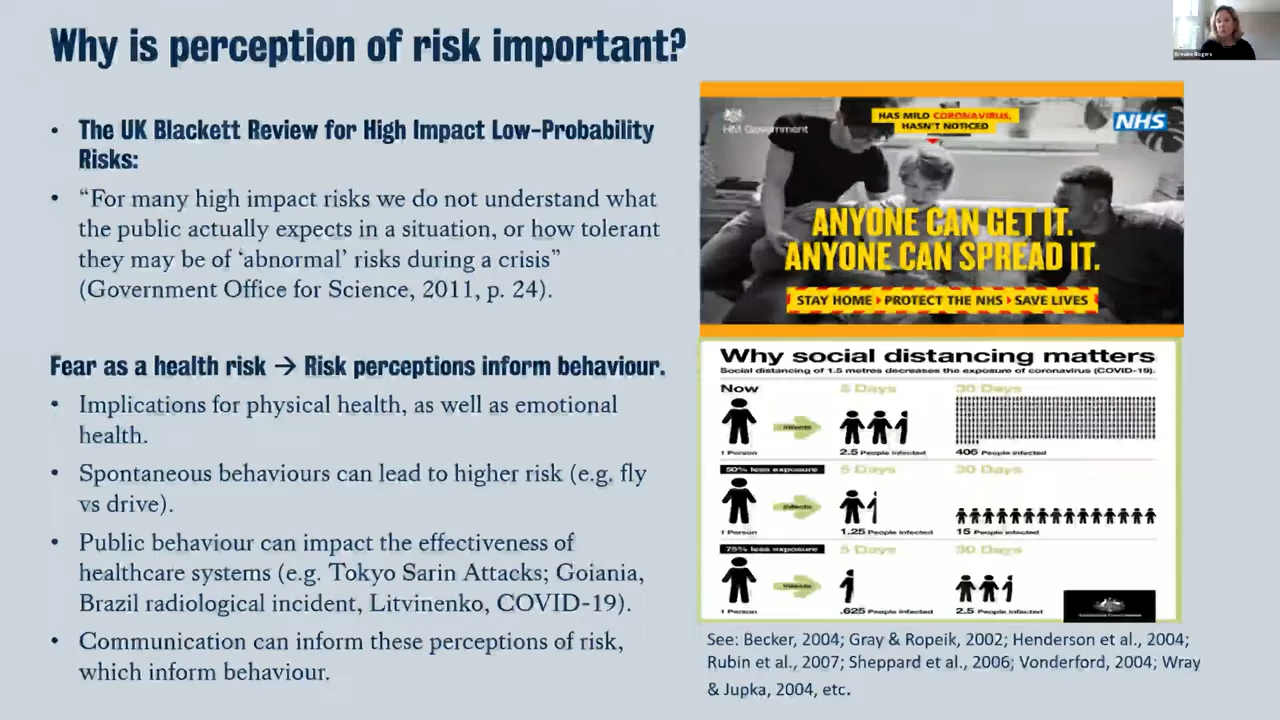 Why is perception of risk important?
• The UK Blackett Review for High Impact Low-Probability
Risks:
• “For many high impact risks we do not understand what
the public actually expects in a situation, or how tolerant
they may be of ‘abnormal’ risks during a crisis”
(Government Office for Science, 2011, p. 24).
Fear as a health risk → Risk perceptions inform behaviour.
• Implications for physical health, as well as emotional
health.
• Spontaneous behaviours can lead to higher risk (e.g. fly
vs drive).
• Public behaviour can impact the effectiveness of
healthcare systems (e.g. Tokyo Sarin Attacks; Goiania,
Brazil radiological incident, Litvinenko, COVID-19).
• Communication can inform these perceptions of risk,
which inform behaviour.
HM Government
HAS MILD CORONAVIRUS,
HASN'T NOTICED
NHS
ANYONE CAN GET IT.
ANYONE CAN SPREAD IT.
STAY HOME PROTECT THE NHS SAVE LIVES
Why social distancing matters
Social distancing of 1.5 metres decreases the exposure of coronavirus (COVID-19).
Now 5 Days 30 Days
infects
1 Person 2.5 People infected 406 People infected
50% less exposure 5 Days 30 Days
infects
1 Person 1.25 People infected 15 People infected
75% less exposure 5 Days 30 Days
infects
1 Person .625 People infected 2.5 People infected
See: Becker, 2004; Gray & Ropeik, 2002; Henderson et al., 2004;
Rubin et al., 2007; Sheppard et al., 2006; Vonderford, 2004; Wray
& Jupka, 2004, etc.